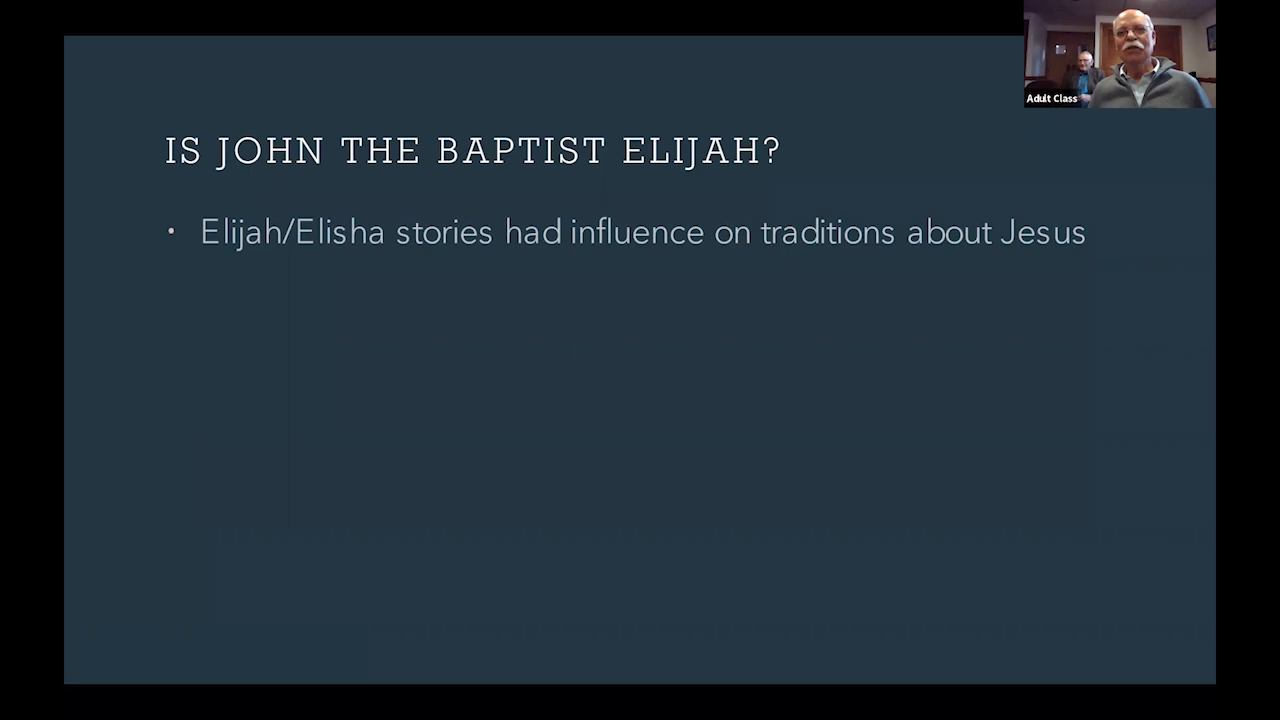 Adult Class
IS JOHN THE BAPTIST ELIJAH?
• Elijah/Elisha stories had influence on traditions about Jesus